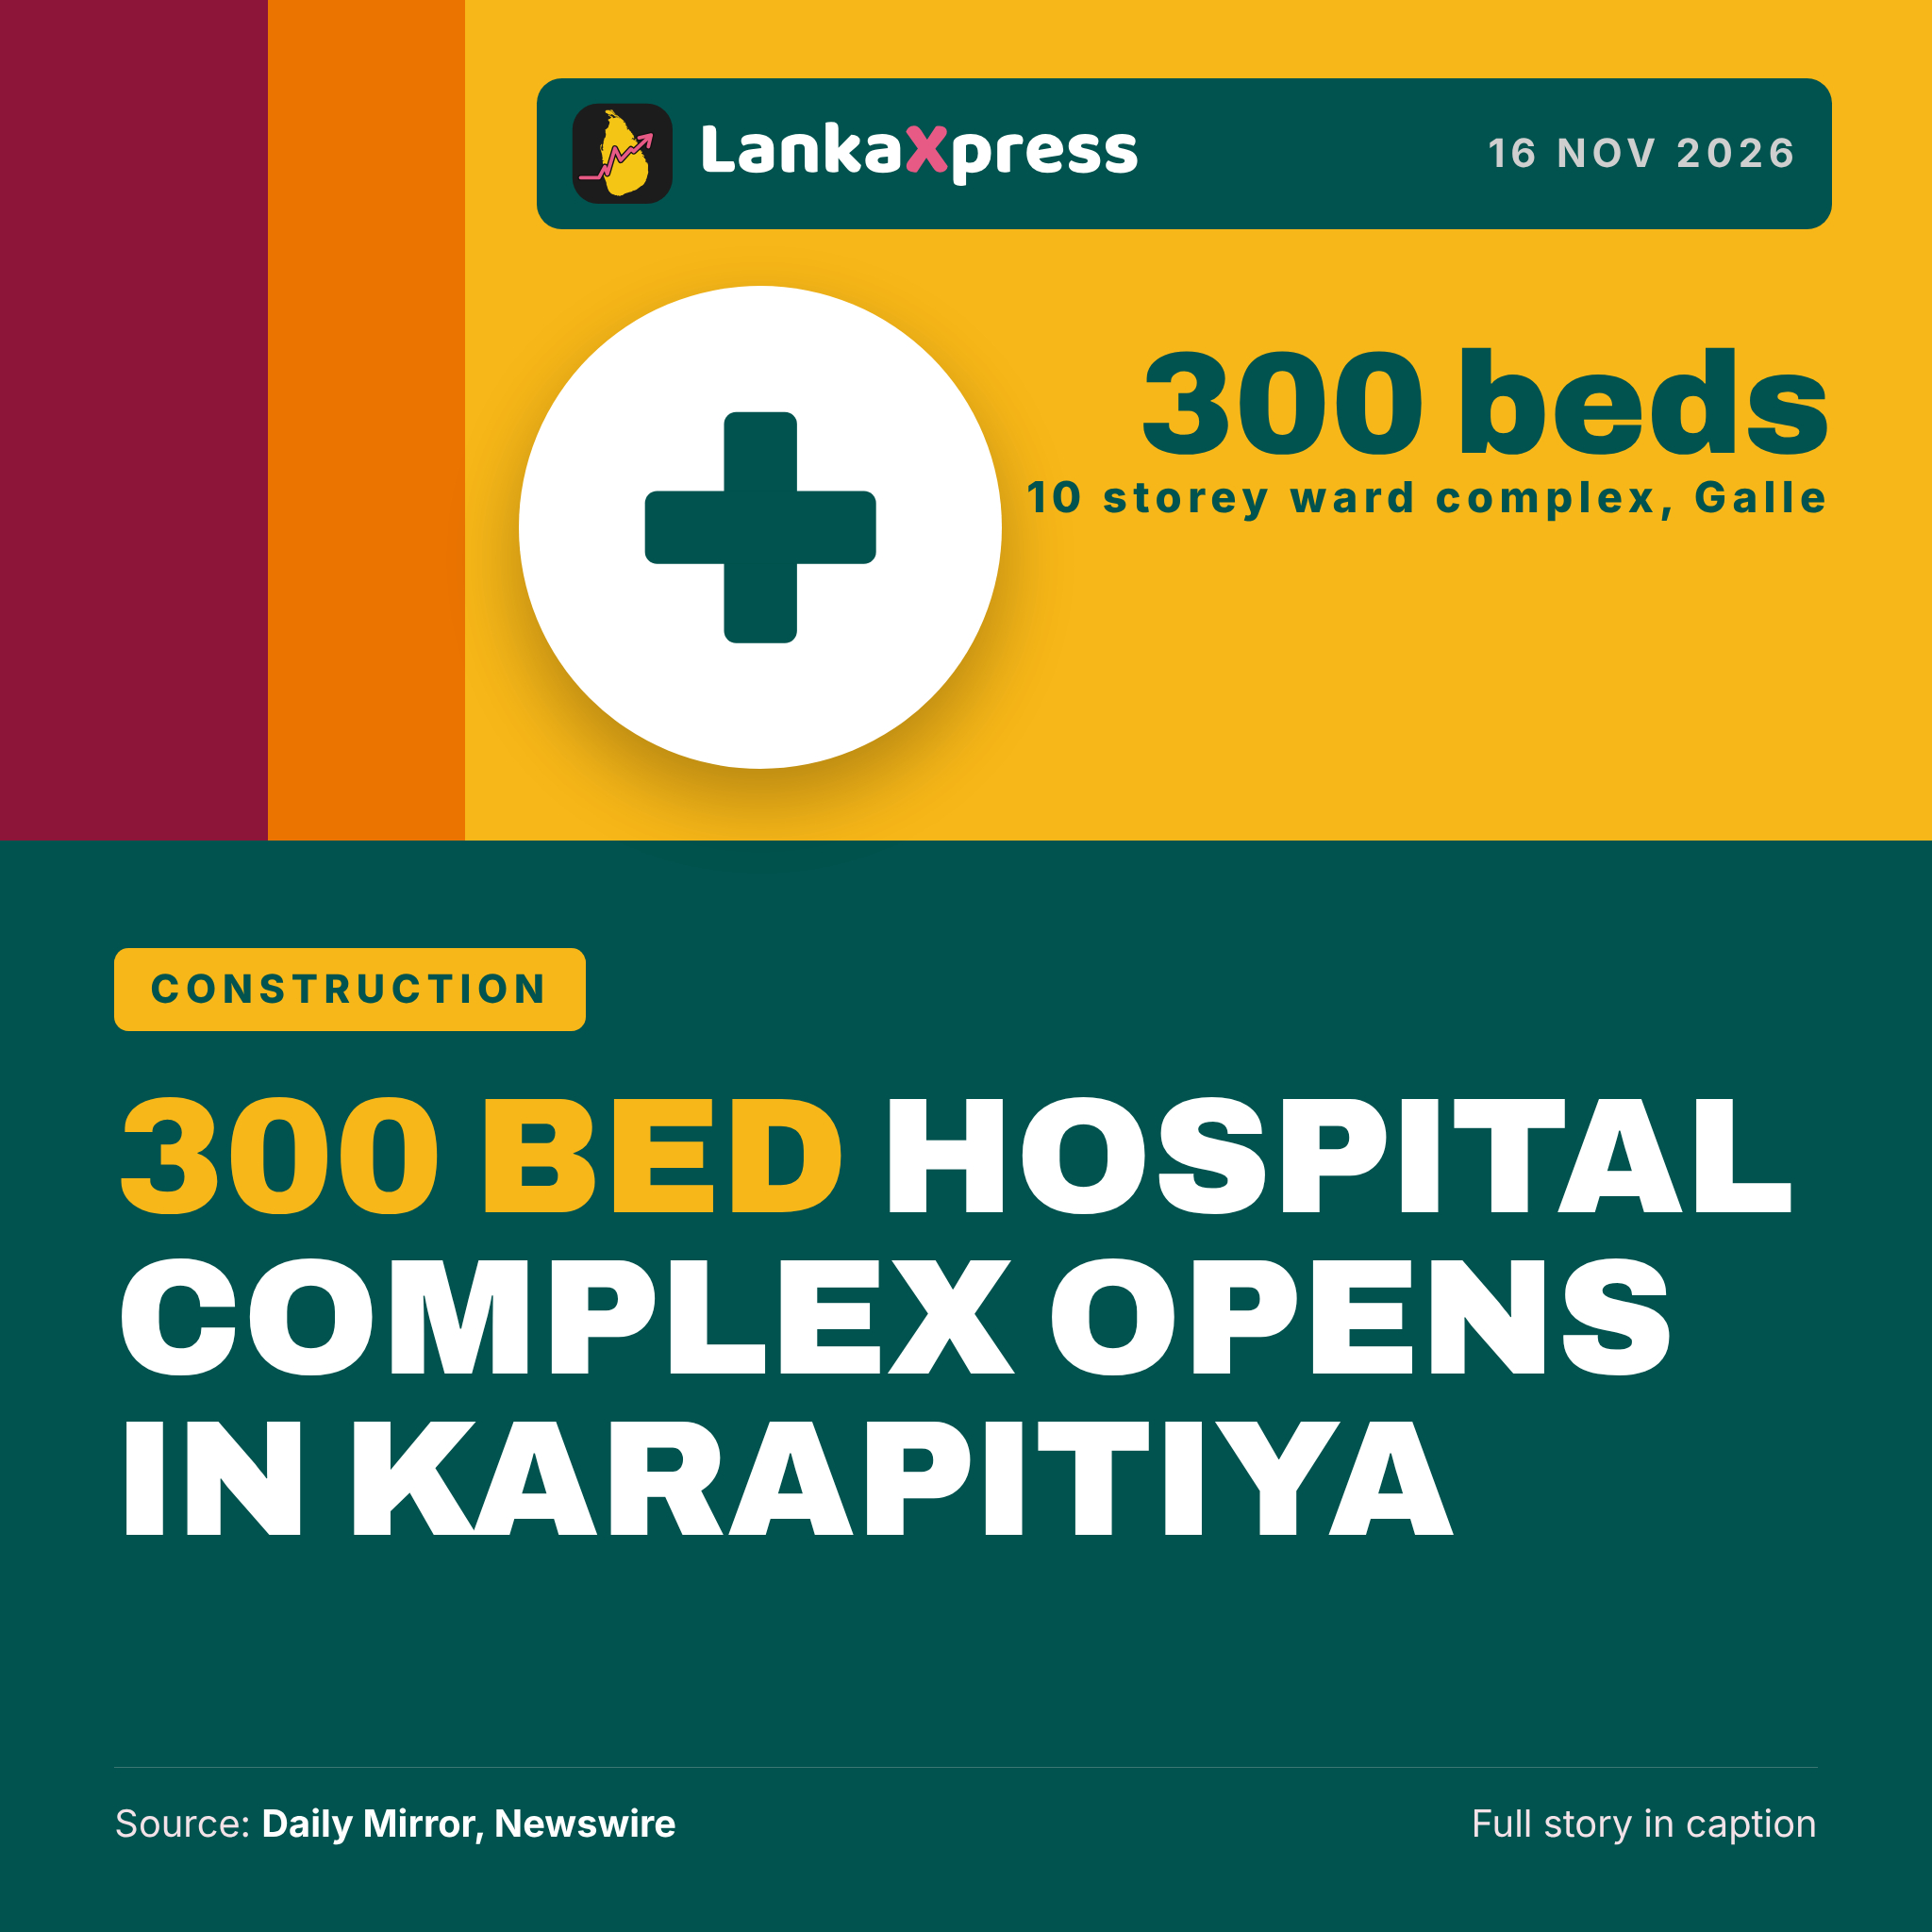 LankaXpress
16 NOV 2026
300 beds
10 storey ward complex, Galle
CONSTRUCTION
300 BED HOSPITAL
COMPLEX OPENS
IN KARAPITIYA
Source: Daily Mirror, Newswire
Full story in caption